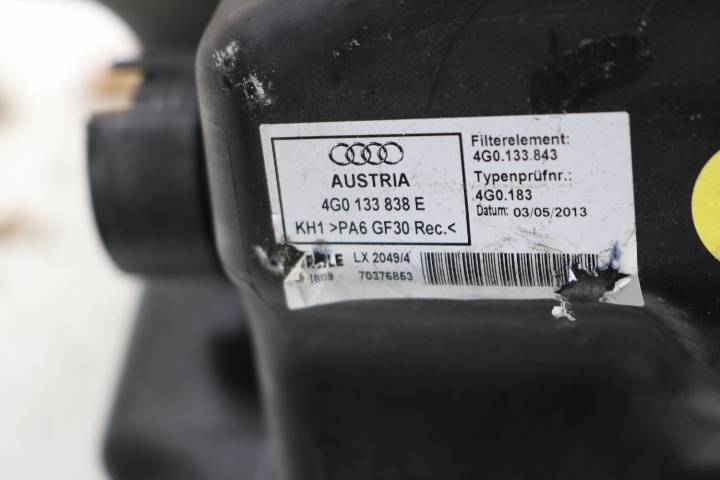 AUSTRIA
4G0 133 838 E
KH1 >PA6 GF30 Rec.<
Filterelement:
4G0.133.843
Typenprüfnr.:
4G0.183
Datum: 03/05/2013
LX 2049/4
70376863